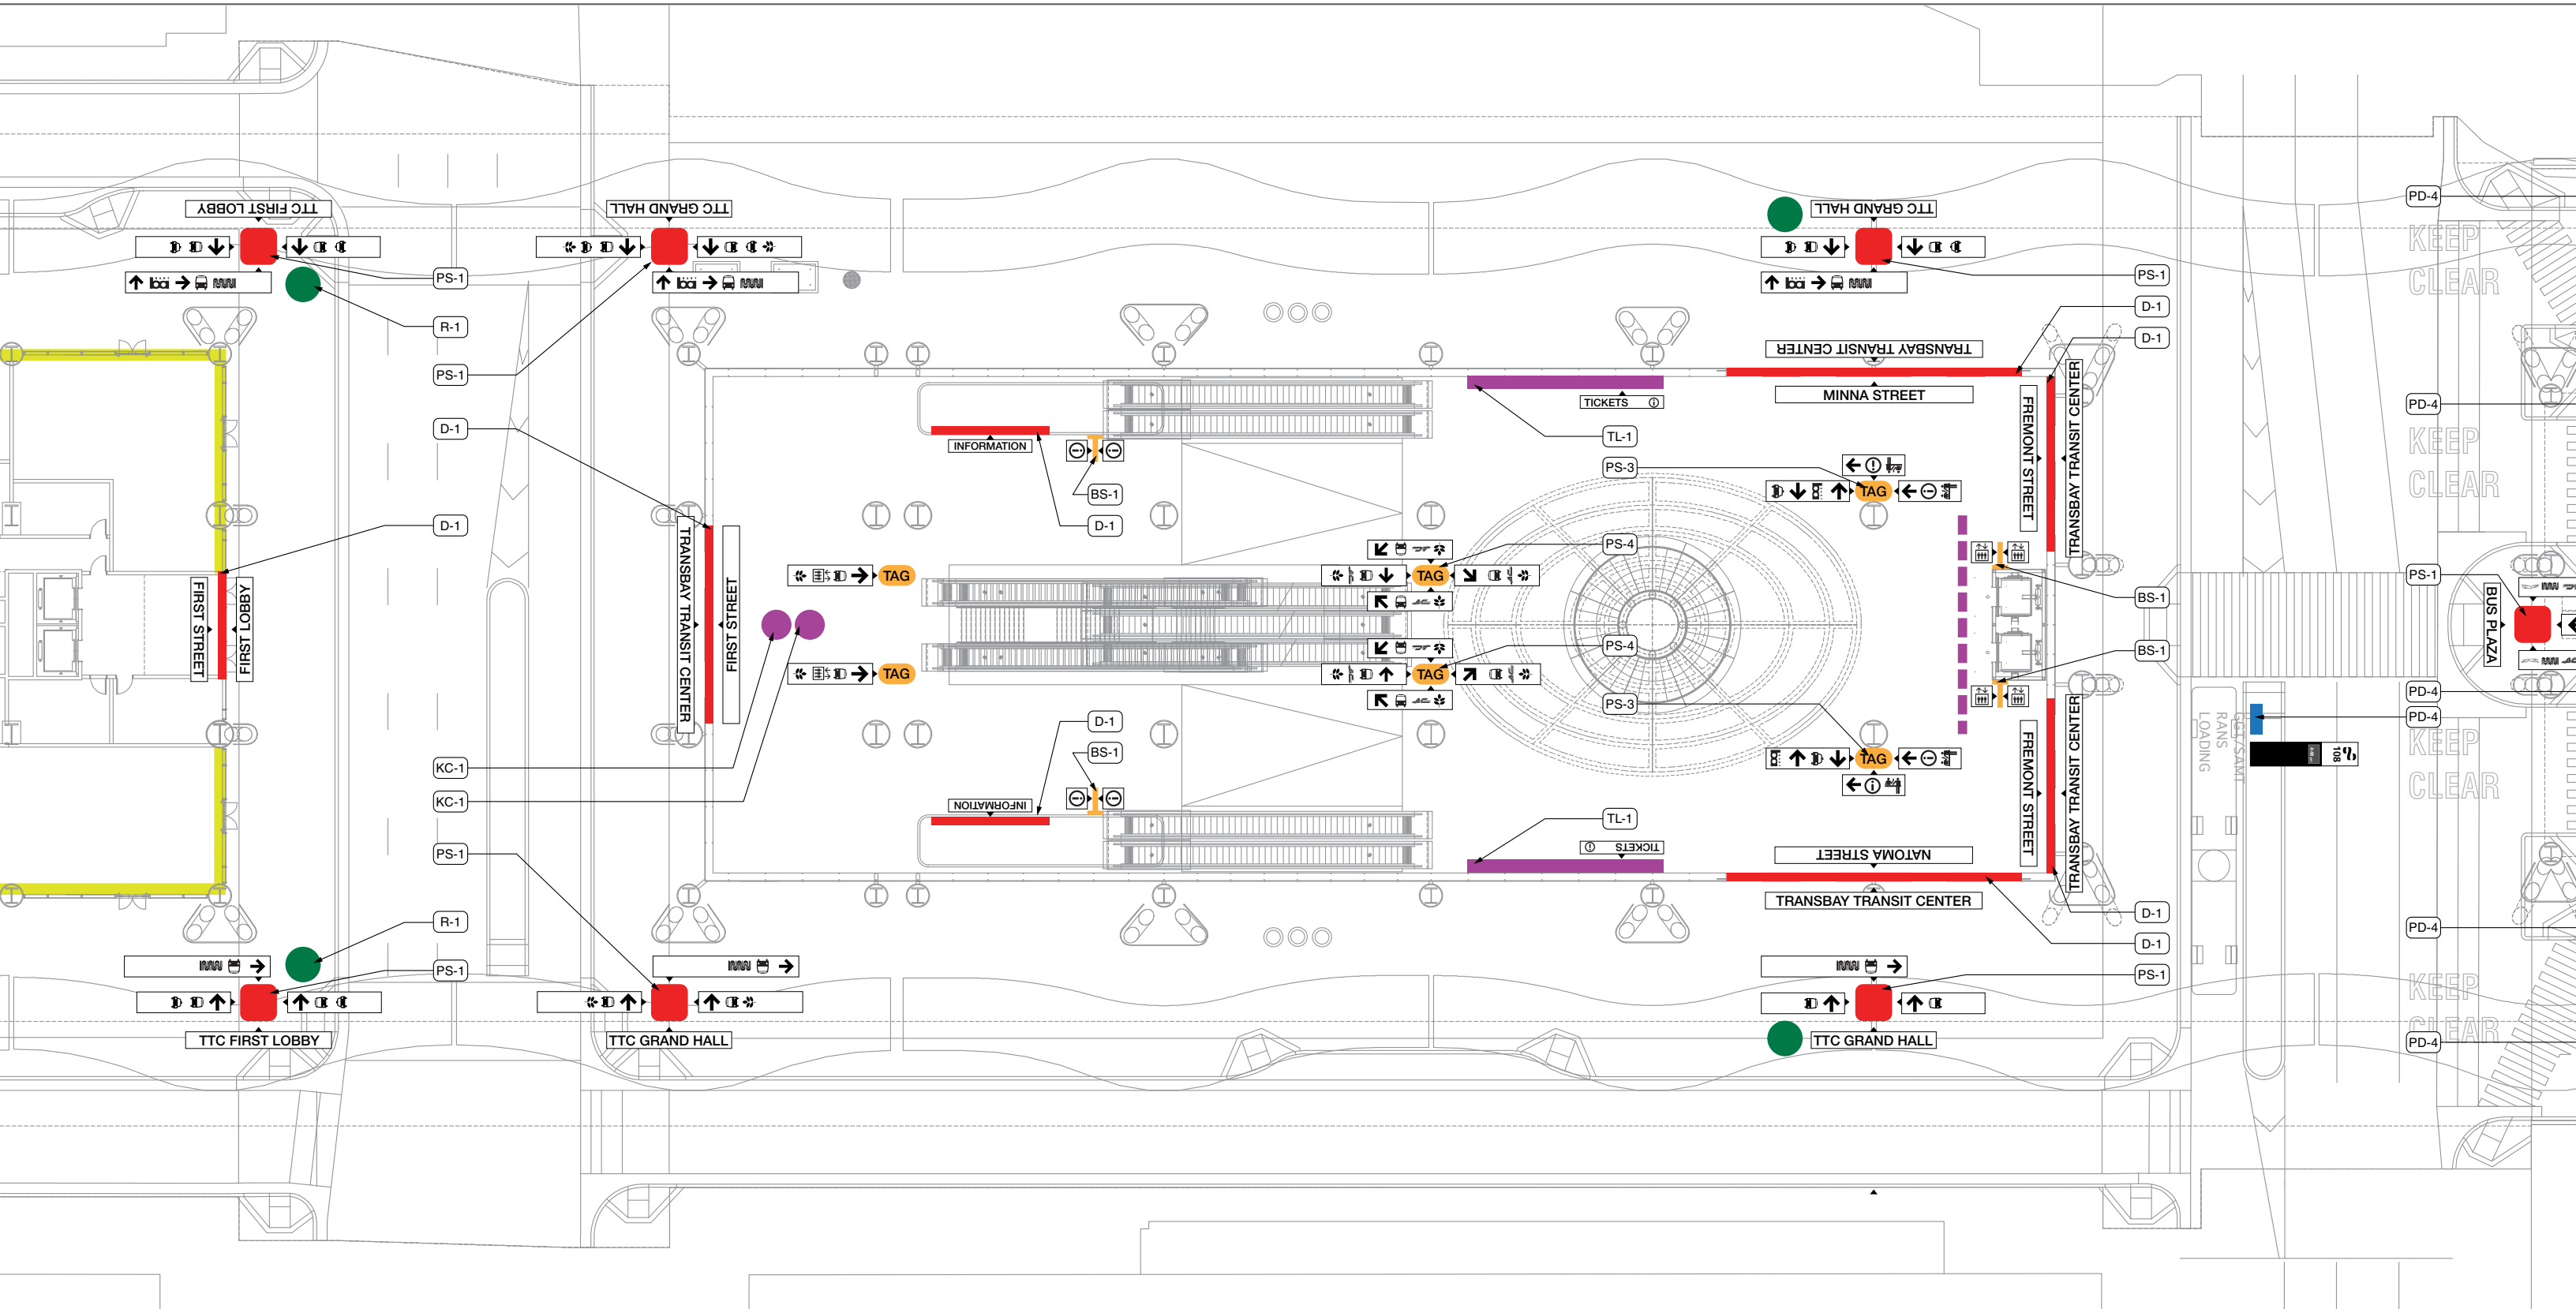 TTC FIRST LOBBY
TTC GRAND HALL
TTC GRAND HALL
PD-4
KEEP
CLEAR
PS-1
PS-1
D-1
R-1
D-1
TRANSBAY TRANSIT CENTER
PS-1
MINNA STREET
TICKETS
FREMONT STREET
TRANSBAY TRANSIT CENTER
PD-4
D-1
INFORMATION
TL-1
KEEP
CLEAR
PS-3
BS-1
TAG
D-1
D-1
PS-4
TAG
TAG
PS-1
FIRST STREET
FIRST LOBBY
TRANSBAY TRANSIT CENTER
FIRST STREET
BS-1
BUS PLAZA
PS-4
BS-1
TAG
TAG
PS-3
PD-4
D-1
PD-4
BS-1
TAG
KEEP
CLEAR
RANS
LOADING
108
KC-1
KC-1
INFORMATION
TL-1
FREMONT STREET
TRANSBAY TRANSIT CENTER
TICKETS
PS-1
NATOMA STREET
TRANSBAY TRANSIT CENTER
R-1
D-1
PD-4
D-1
PS-1
PS-1
KEEP
CLEAR
TTC FIRST LOBBY
TTC GRAND HALL
TTC GRAND HALL
PD-4